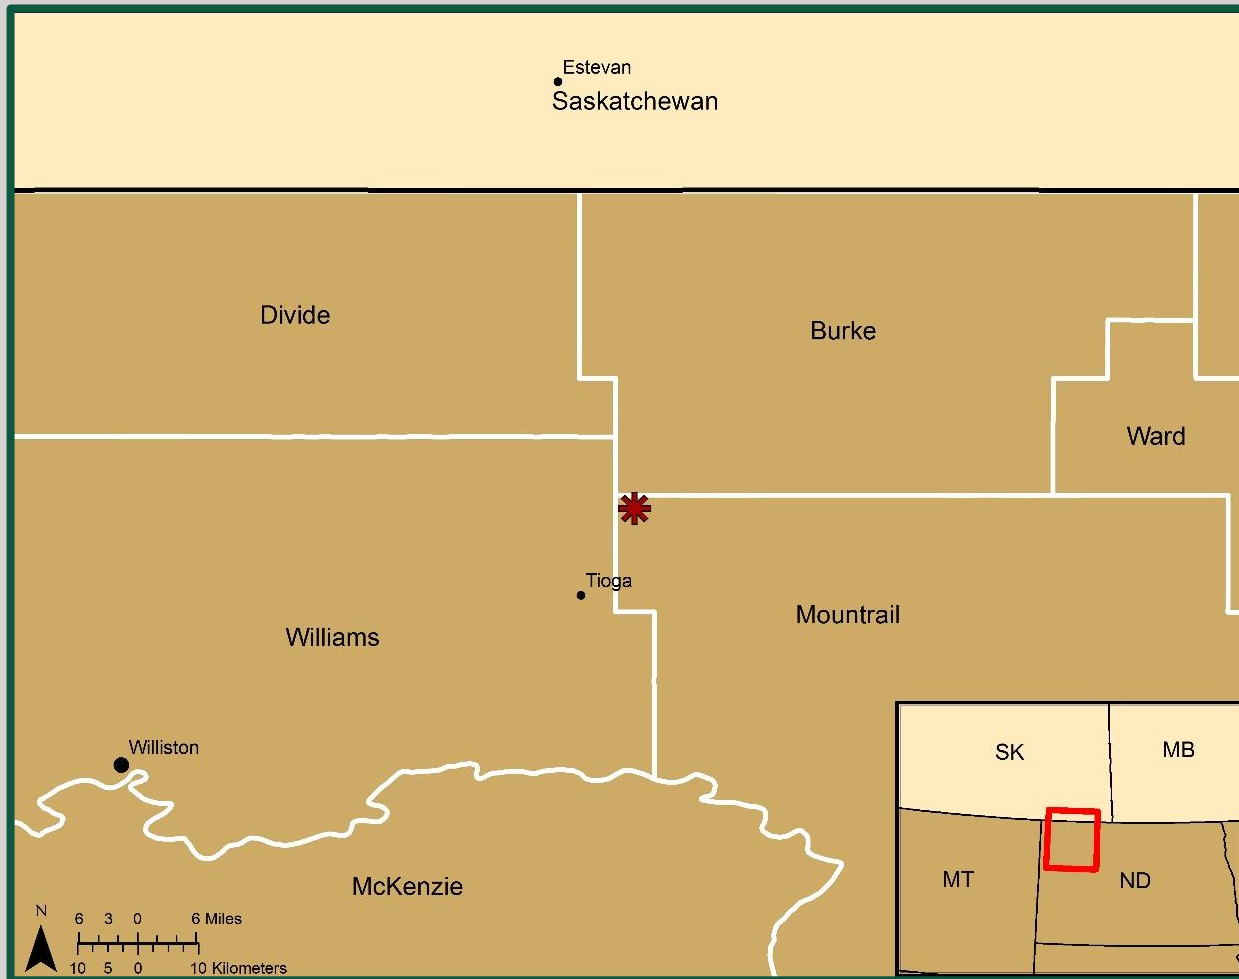 Estevan
Saskatchewan
Divide
Burke
Ward
Tioga
Mountrail
Williams
Williston
McKenzie
SK
MB
MT
ND
N
6 3 0 6 Miles
10 5 0 10 Kilometers